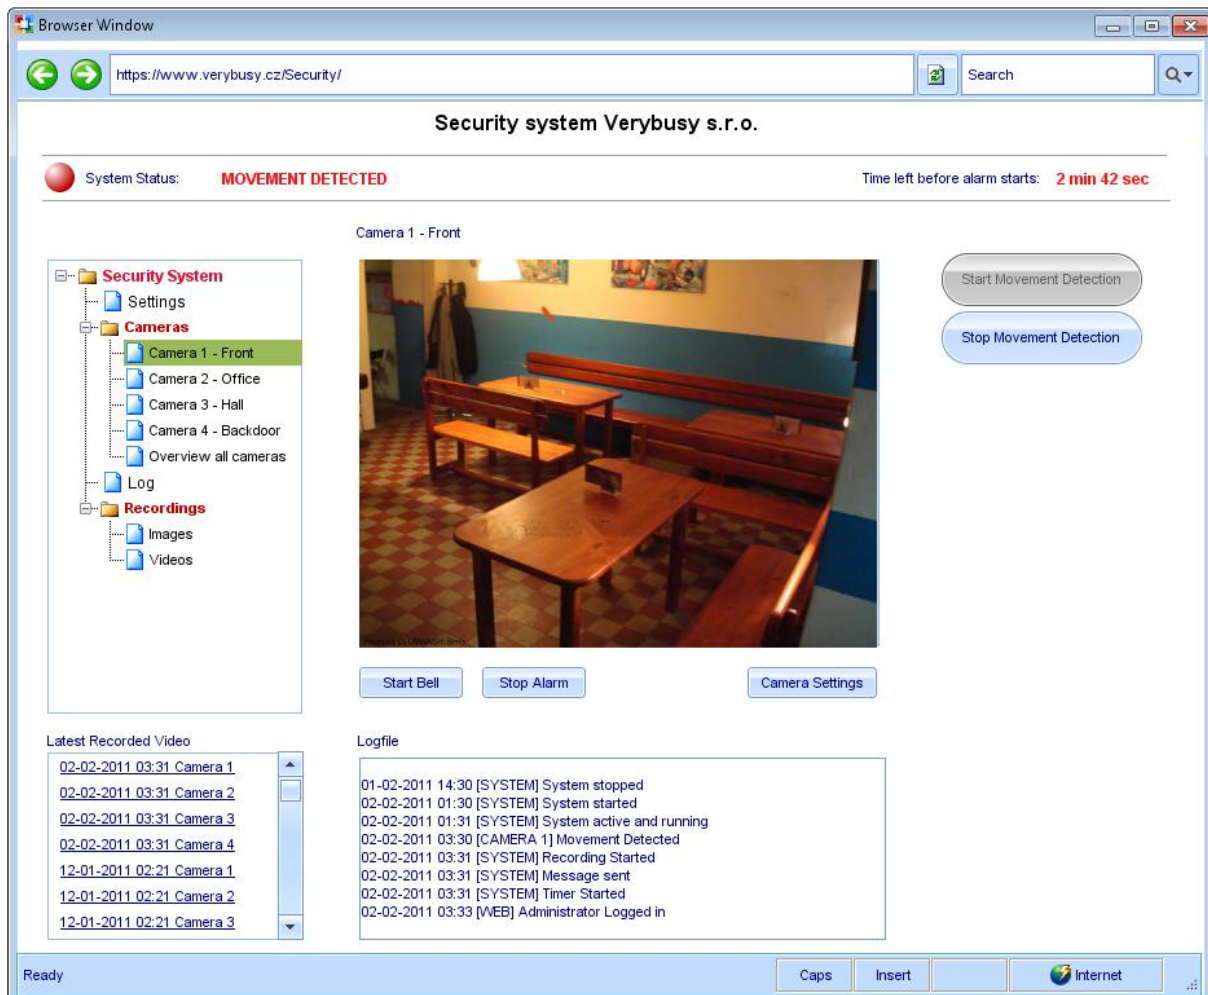 Browser Window
https://www.verybusy.cz/Security/
Search
Security system Verybusy s.r.o.
System Status: MOVEMENT DETECTED
Time left before alarm starts: 2 min 42 sec
Camera 1 - Front
Security System
Settings
Cameras
Camera 1 - Front
Camera 2 - Office
Camera 3 - Hall
Camera 4 - Backdoor
Overview all cameras
Log
Recordings
Images
Videos
Start Movement Detection
Stop Movement Detection
Start Bell
Stop Alarm
Camera Settings
Latest Recorded Video
02-02-2011 03:31 Camera 1
02-02-2011 03:31 Camera 2
02-02-2011 03:31 Camera 3
02-02-2011 03:31 Camera 4
12-01-2011 02:21 Camera 1
12-01-2011 02:21 Camera 2
12-01-2011 02:21 Camera 3
Logfile
01-02-2011 14:30 [SYSTEM] System stopped
02-02-2011 01:30 [SYSTEM] System started
02-02-2011 01:31 [SYSTEM] System active and running
02-02-2011 03:30 [CAMERA 1] Movement Detected
02-02-2011 03:31 [SYSTEM] Recording Started
02-02-2011 03:31 [SYSTEM] Message sent
02-02-2011 03:31 [SYSTEM] Timer Started
02-02-2011 03:33 [WEB] Administrator Logged in
Ready
Caps
Insert
Internet